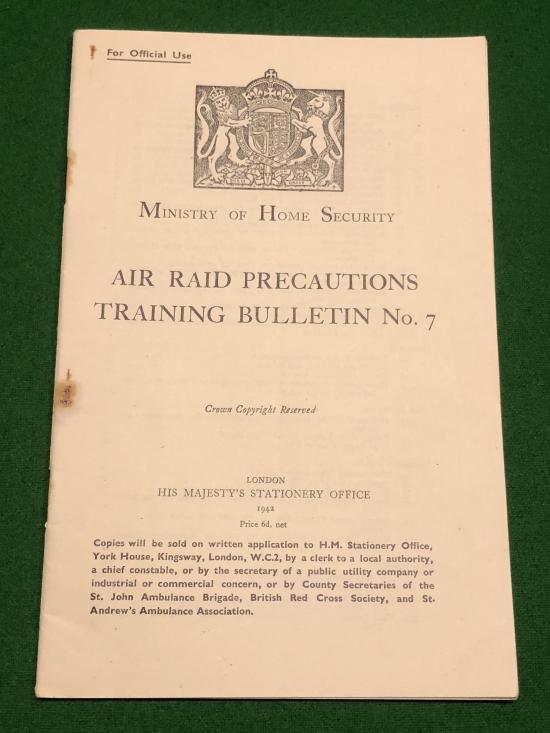 For Official Use
MINISTRY OF HOME SECURITY
AIR RAID PRECAUTIONS
TRAINING BULLETIN No. 7
Crown Copyright Reserved
LONDON
HIS MAJESTY'S STATIONERY OFFICE
1942
Price 6d. net
Copies will be sold on written application to H.M. Stationery Office,
York House, Kingsway, London, W.C.2, by a clerk to a local authority,
a chief constable, or by the secretary of a public utility company or
industrial or commercial concern, or by County Secretaries of the
St. John Ambulance Brigade, British Red Cross Society, and St.
Andrew's Ambulance Association.